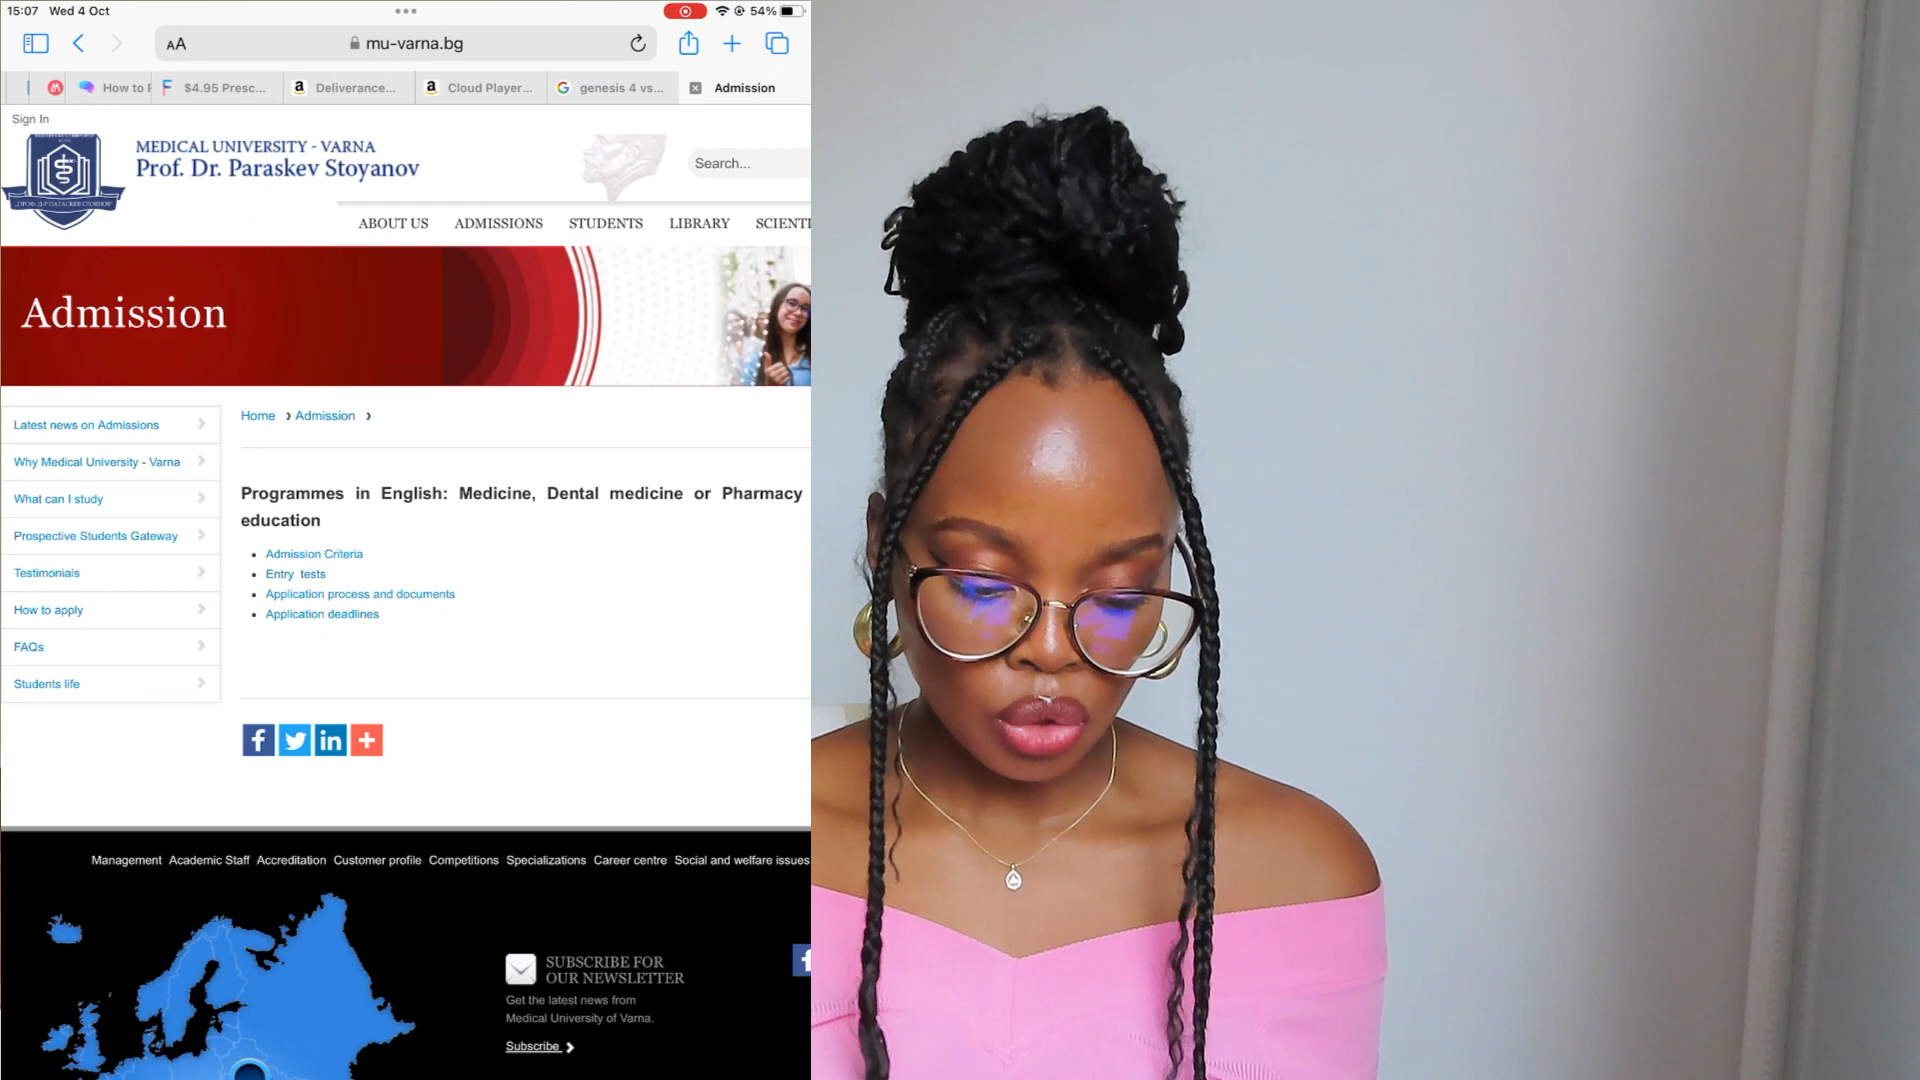 15:07 Wed 4 Oct
54%
AA mu-varna.bg
How to F
$4.95 Presc...
Deliverance...
Cloud Player...
genesis 4 vs...
Admission
Sign In
MEDICAL UNIVERSITY - VARNA
Prof. Dr. Paraskev Stoyanov
Search...
ABOUT US ADMISSIONS STUDENTS LIBRARY SCIENTI
Admission
Home › Admission ›
Latest news on Admissions
Why Medical University - Varna
What can I study
Prospective Students Gateway
Testimonials
How to apply
FAQs
Students life
Programmes in English: Medicine, Dental medicine or Pharmacy
education
Admission Criteria
Entry tests
Application process and documents
Application deadlines
Management Academic Staff Accreditation Customer profile Competitions Specializations Career centre Social and welfare issues
SUBSCRIBE FOR
OUR NEWSLETTER
Get the latest news from
Medical University of Varna.
Subscribe